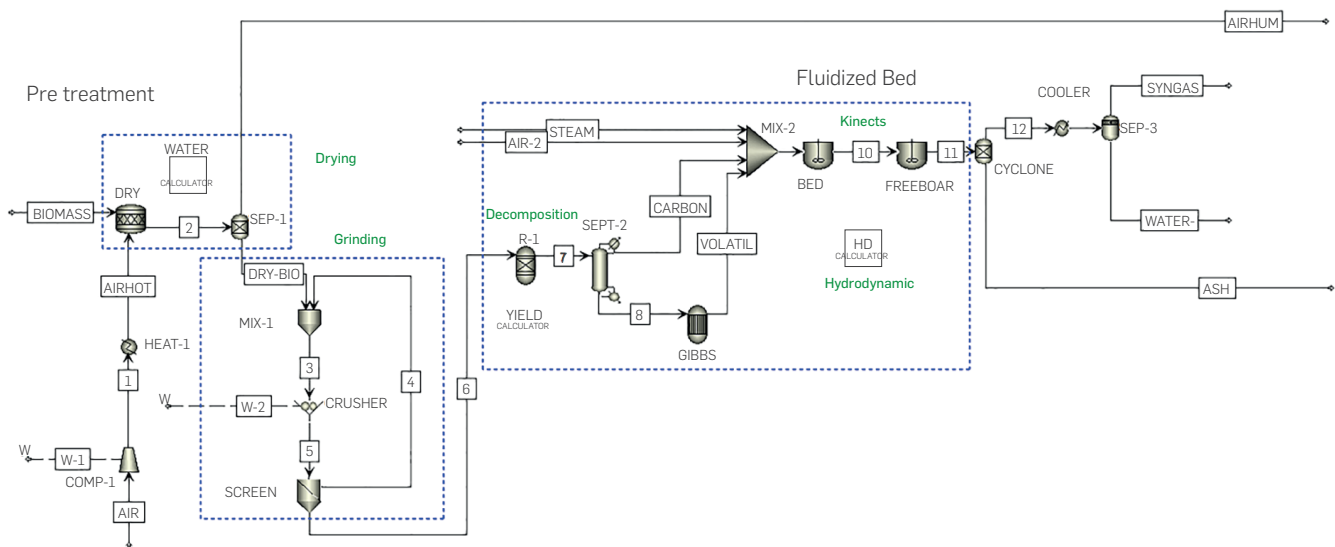 AIRHUM
Pre treatment
Fluidized Bed
COOLER
SYNGAS
WATER
CALCULATOR
Drying
STEAM
AIR-2
MIX-2
Kinects
12
SEP-3
DRY
BED
10
FREEBOAR
11
CYCLONE
BIOMASS
2
SEP-1
Decomposition
SEPT-2
CARBON
WATER-
Grinding
R-1
7
VOLATIL
HD
CALCULATOR
DRY-BIO
AIRHOT
Hydrodynamic
ASH
MIX-1
YIELD
CALCULATOR
8
GIBBS
HEAT-1
1
3
4
6
W
W-2
CRUSHER
W
W-1
5
COMP-1
SCREEN
AIR